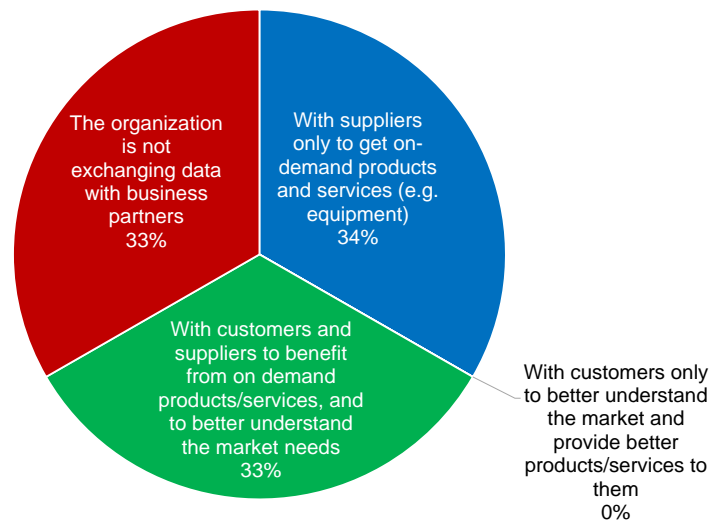 The organization
is not
exchanging data
with business
partners
33%
With suppliers
only to get on-
demand products
and services (e.g.
equipment)
34%
With customers and
suppliers to benefit
from on demand
products/services, and
to better understand
the market needs
33%
With customers only
to better understand
the market and
provide better
products/services to
them
0%